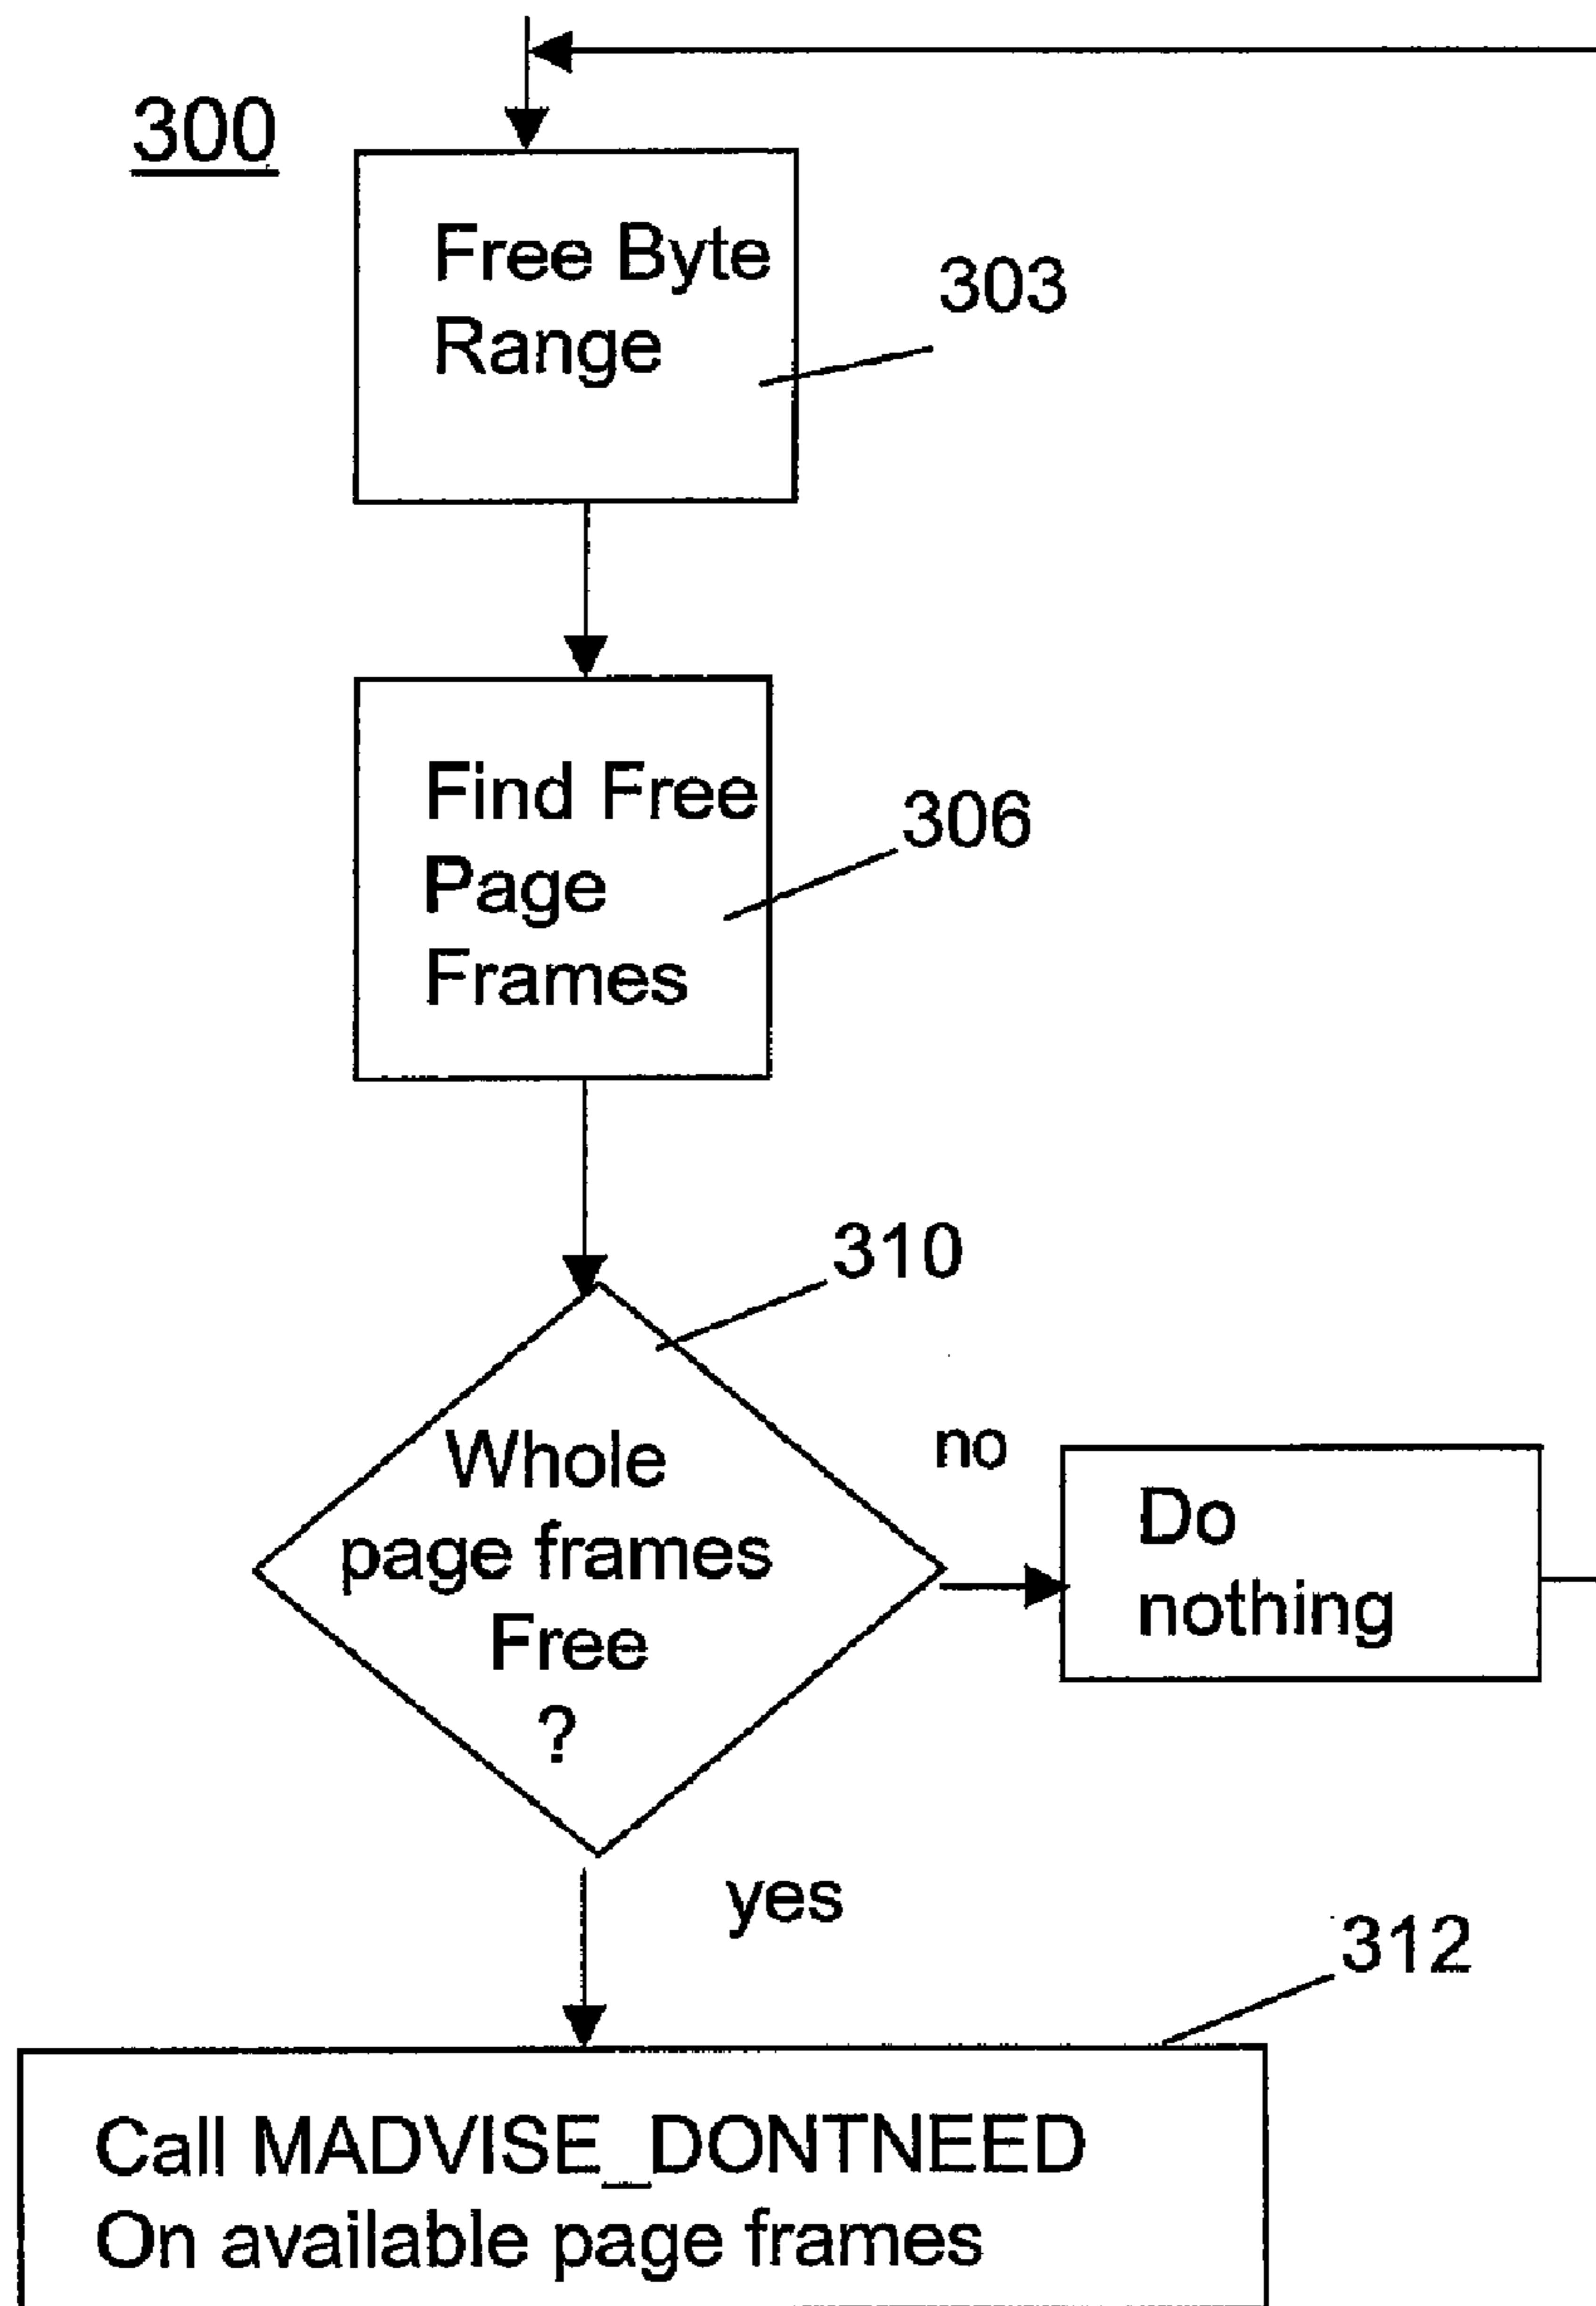 300
Free Byte
Range
303
Find Free
Page
Frames
306
310
Whole
page frames
Free
?
no
Do
nothing
yes
312
Call MADVISE_DONTNEED
On available page frames